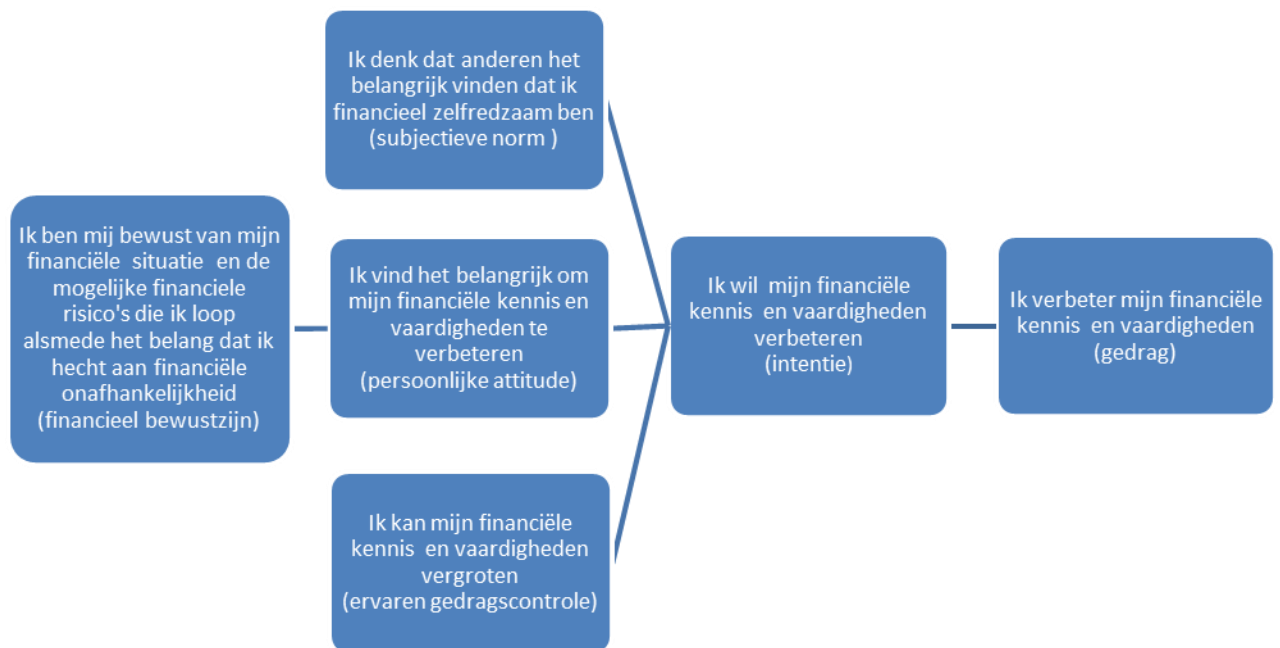 Ik denk dat anderen het
belangrijk vinden dat ik
financieel zelfredzaam ben
(subjectieve norm )
Ik ben mij bewust van mijn
financiële situatie en de
mogelijke financiele
risico's die ik loop
alsmede het belang dat ik
hecht aan financiële
onafhankelijkheid
(financieel bewustzijn)
Ik vind het belangrijk om
mijn financiële kennis en
vaardigheden te
verbeteren
(persoonlijke attitude)
Ik kan mijn financiële
kennis en vaardigheden
vergroten
(ervaren gedragscontrole)
Ik wil mijn financiële
kennis en vaardigheden
verbeteren
(intentie)
Ik verbeter mijn financiële
kennis en vaardigheden
(gedrag)